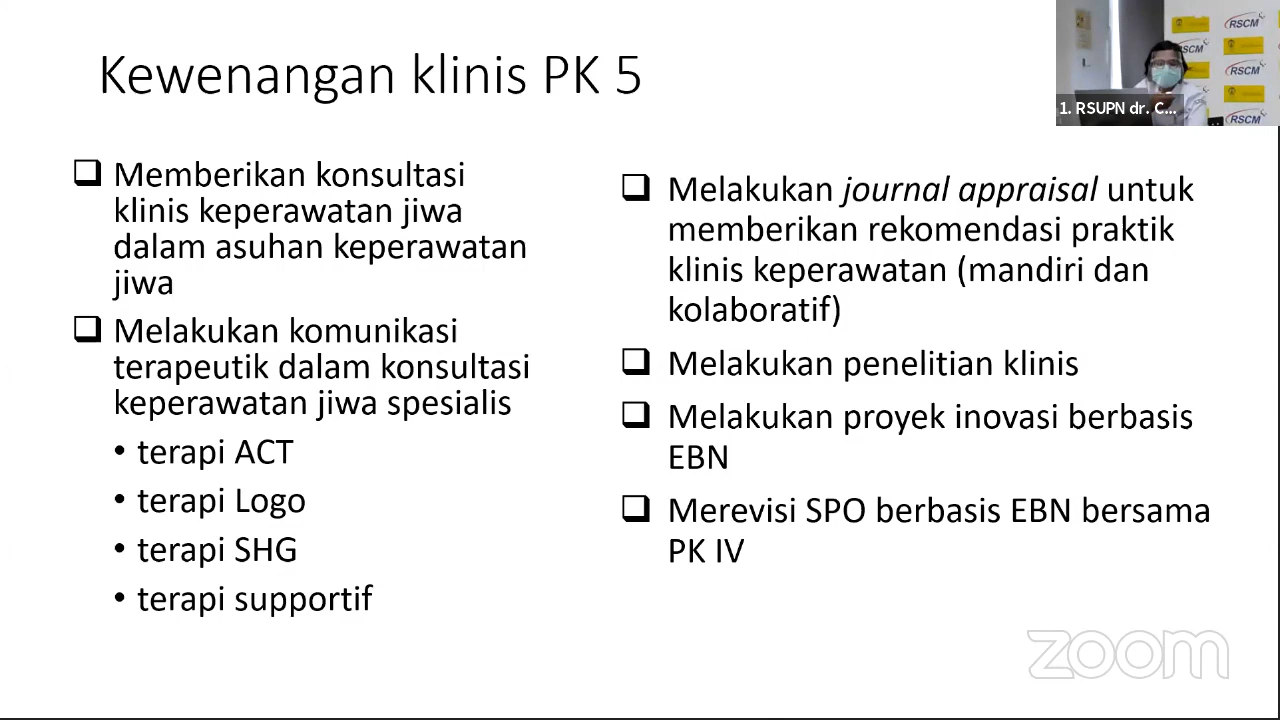 Kewenangan klinis PK 5
Memberikan konsultasi
klinis keperawatan jiwa
dalam asuhan keperawatan
jiwa
Melakukan komunikasi
terapeutik dalam konsultasi
keperawatan jiwa spesialis
• terapi ACT
• terapi Logo
• terapi SHG
• terapi supportif
Melakukan journal appraisal untuk
memberikan rekomendasi praktik
klinis keperawatan (mandiri dan
kolaboratif)
Melakukan penelitian klinis
Melakukan proyek inovasi berbasis
EBN
Merevisi SPO berbasis EBN bersama
PK IV
RSCM
RSCM
RSCM
RSCM
1. RSUPN dr. C...
zoom